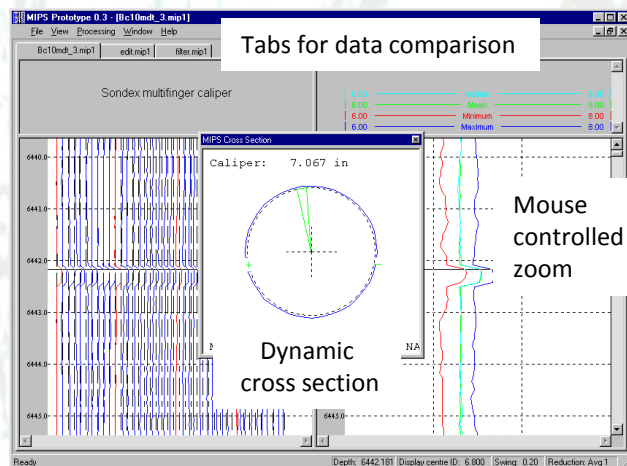 MIPS Prototype 0.3 - [Bc10mdt_3.mip1]
File View Processing Window Help
Bc10mdt_3.mip1 edit.mip1 filter.mip1
Tabs for data comparison
Sondex multifinger caliper
6.00 Median 8.00
6.00 Mean 8.00
6.00 Minimum 8.00
6.00 Maximum 8.00
MIPS Cross Section
Caliper: 7.067 in
6440.0
6441.0
6442.0
6443.0
6444.0
6445.0
Mouse
controlled
zoom
NA
Dynamic
cross section
6445.0
Ready
Depth: 6442.181 Display centre ID: 6.800 Swing: 0.20 Reduction: Avg 1